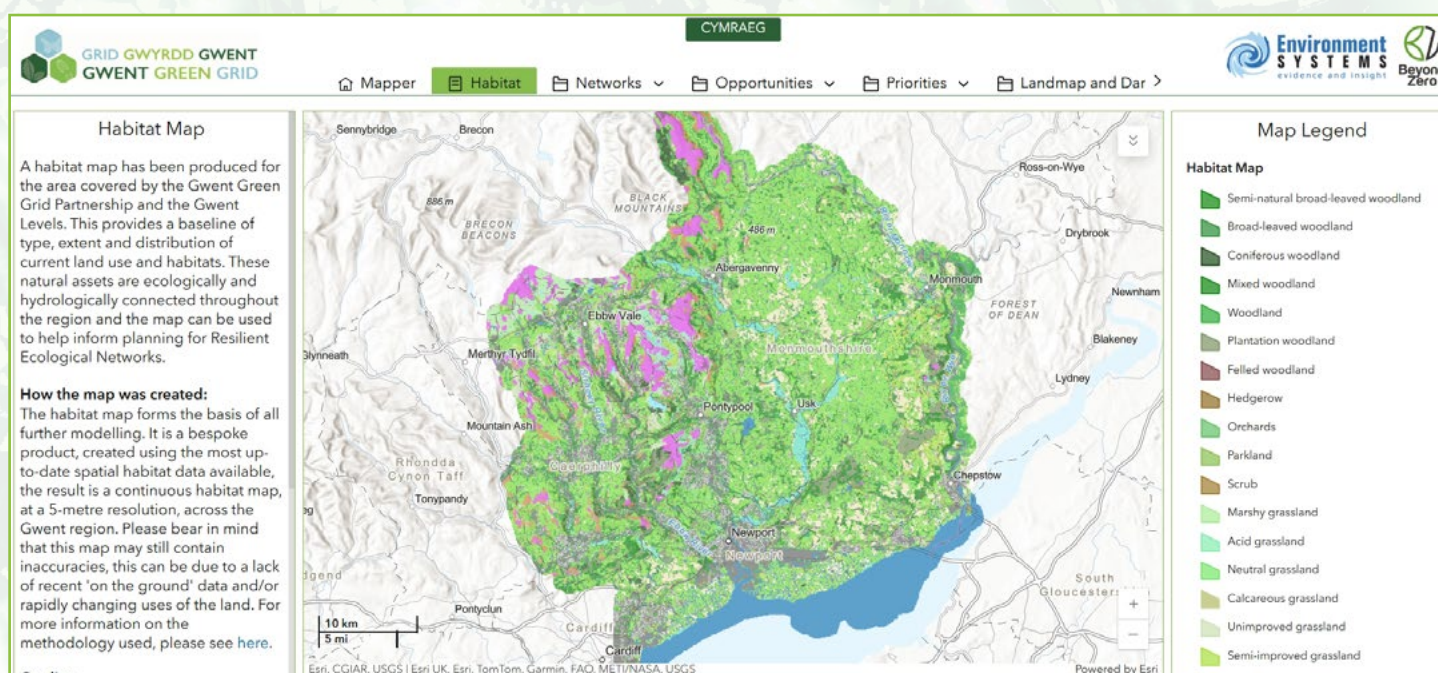 CYMRAEG
GRID GWYRDD GWENT
GWENT GREEN GRID
Mapper
Habitat
Networks
Opportunities
Priorities
Landmap and Dar
Environment
SYSTEMS
evidence and insight
Beyon
Zero
Habitat Map
A habitat map has been produced for
the area covered by the Gwent Green
Grid Partnership and the Gwent
Levels. This provides a baseline of
type, extent and distribution of
current land use and habitats. These
natural assets are ecologically and
hydrologically connected throughout
the region and the map can be used
to help inform planning for Resilient
Ecological Networks.
How the map was created:
The habitat map forms the basis of all
further modelling. It is a bespoke
product, created using the most up-
to-date spatial habitat data available,
the result is a continuous habitat map,
at a 5-metre resolution, across the
Gwent region. Please bear in mind
that this map may still contain
inaccuracies, this can be due to a lack
of recent 'on the ground' data and/or
rapidly changing uses of the land. For
more information on the
methodology used, please see here.
Sennybridge
Brecon
Ross-on-Wye
886 m
BLACK
MOUNTAINS
BRECON
BEACONS
486 m
Drybrook
Abergavenny
Monmouth
Newnham
FOREST
OF DEAN
Ebbw Vale
Blakeney
Monmouthshire
Glynneath
Merthyr Tydfil
Lydney
Pontypool
Usk
Mountain Ash
Caerphilly
Rhondda
Cynon Taff
Chepstow
Tonypandy
Newport
Newport
dgend
South
Gloucester
Pontyclun
10 km
5 mi
Cardiff
Cardiff
Esri, CGIAR, USGS | Esri UK, Esri, TomTom, Garmin, FAO, METI/NASA, USGS
Powered by Esri
Map Legend
Habitat Map
Semi-natural broad-leaved woodland
Broad-leaved woodland
Coniferous woodland
Mixed woodland
Woodland
Plantation woodland
Felled woodland
Hedgerow
Orchards
Parkland
Scrub
Marshy grassland
Acid grassland
Neutral grassland
Calcareous grassland
Unimproved grassland
Semi-improved grassland